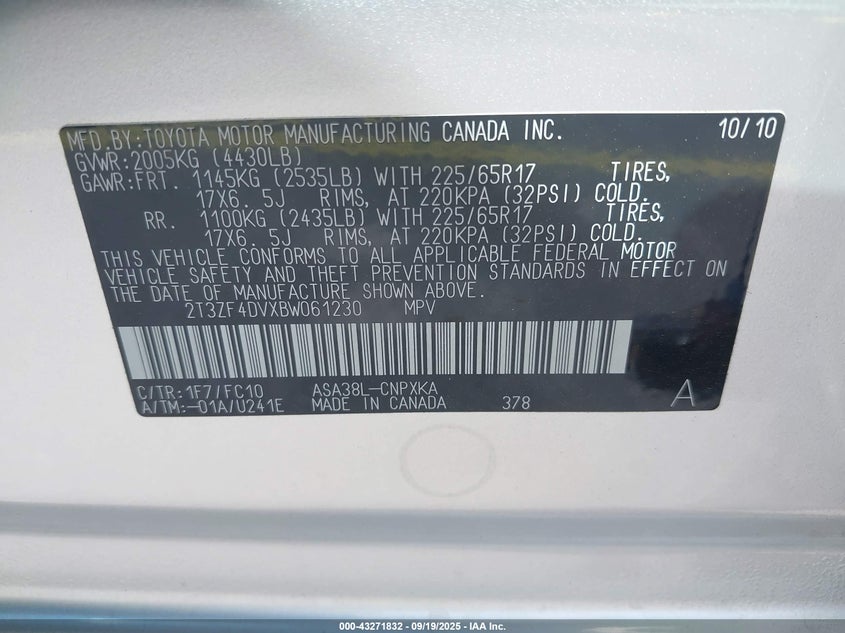 MFD.BY:TOYOTA MOTOR MANUFACTURING CANADA INC. 10/10
GVWR:2005KG (4430LB)
GAWR:FRT. 1145KG (2535LB) WITH 225/65R17 TIRES,
17X6.5J RIMS, AT 220KPA (32PSI) COLD.
RR. 1100KG (2435LB) WITH 225/65R17 TIRES,
17X6.5J RIMS, AT 220KPA (32PSI) COLD.
THIS VEHICLE CONFORMS TO ALL APPLICABLE FEDERAL MOTOR
VEHICLE SAFETY AND THEFT PREVENTION STANDARDS IN EFFECT ON
THE DATE OF MANUFACTURE SHOWN ABOVE.
2T3ZF4DVXBW061230 MPV
C/TR:1F7/FC10 ASA38L-CNPXKA
A/TM:-01A/U241E MADE IN CANADA 378 A
000-43271832 - 09/19/2025 - IAA Inc.